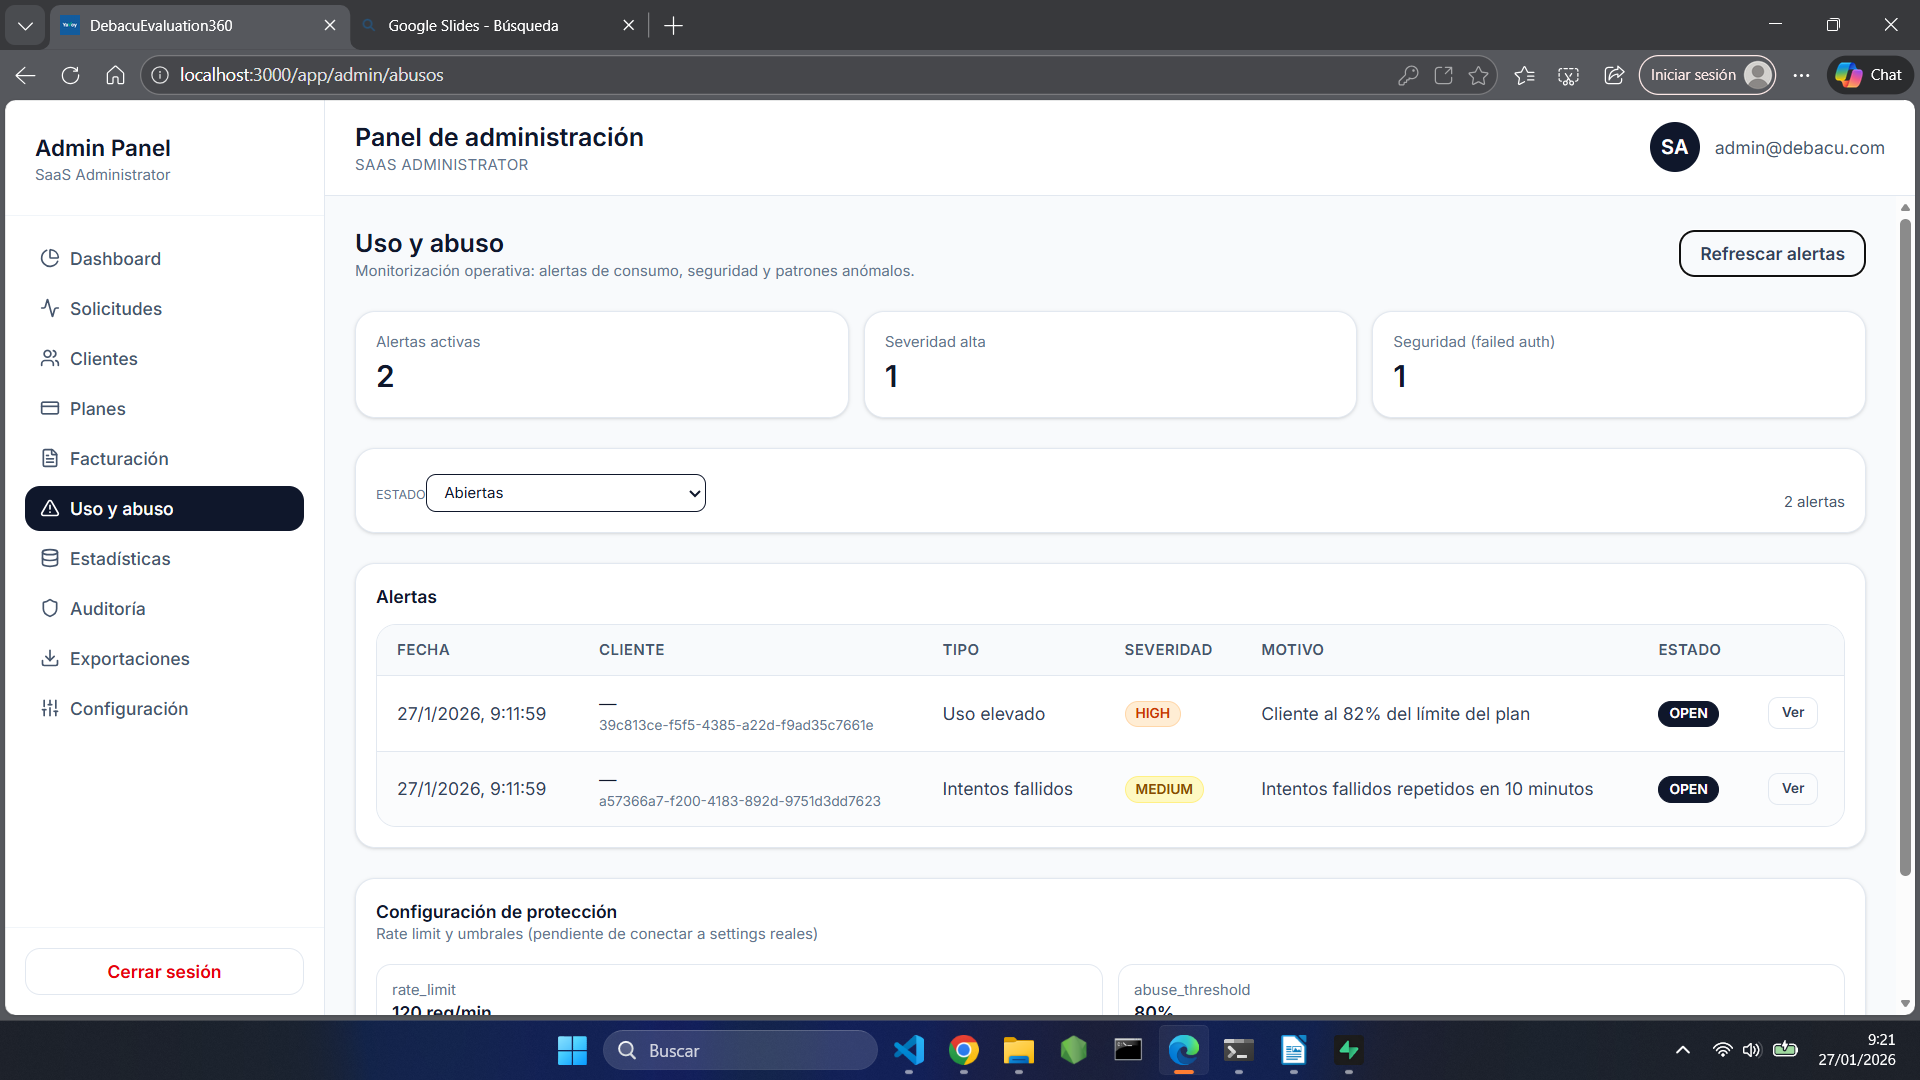 DebacuEvaluation360
Google Slides - Búsqueda
localhost:3000/app/admin/abusos
Iniciar sesión
Chat
Admin Panel
SaaS Administrator
Dashboard
Solicitudes
Clientes
Planes
Facturación
Uso y abuso
Estadísticas
Auditoría
Exportaciones
Configuración
Cerrar sesión
Panel de administración
SAAS ADMINISTRATOR
SA
admin@debacu.com
Uso y abuso
Monitorización operativa: alertas de consumo, seguridad y patrones anómalos.
Refrescar alertas
Alertas activas
2
Severidad alta
1
Seguridad (failed auth)
1
ESTADO Abiertas
2 alertas
Alertas
FECHA CLIENTE TIPO SEVERIDAD MOTIVO ESTADO
27/1/2026, 9:11:59 — Uso elevado HIGH Cliente al 82% del límite del plan OPEN Ver
39c813ce-f5f5-4385-a22d-f9ad35c7661e
27/1/2026, 9:11:59 — Intentos fallidos MEDIUM Intentos fallidos repetidos en 10 minutos OPEN Ver
a57366a7-f200-4183-892d-9751d3dd7623
Configuración de protección
Rate limit y umbrales (pendiente de conectar a settings reales)
rate_limit
120 req/min
abuse_threshold
80%
Buscar
9:21
27/01/2026